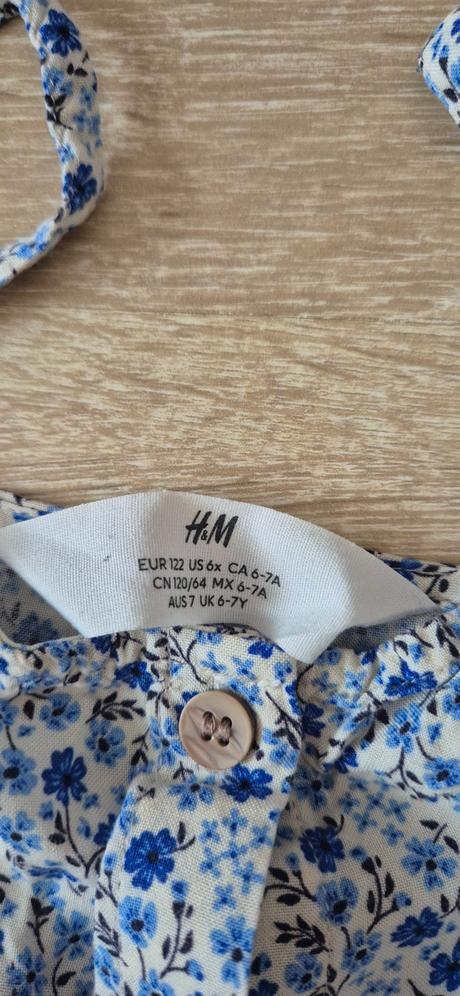 H&M
EUR 122 US 6x CA 6-7A
CN 120/64 MX 6-7A
AUS 7 UK 6-7Y